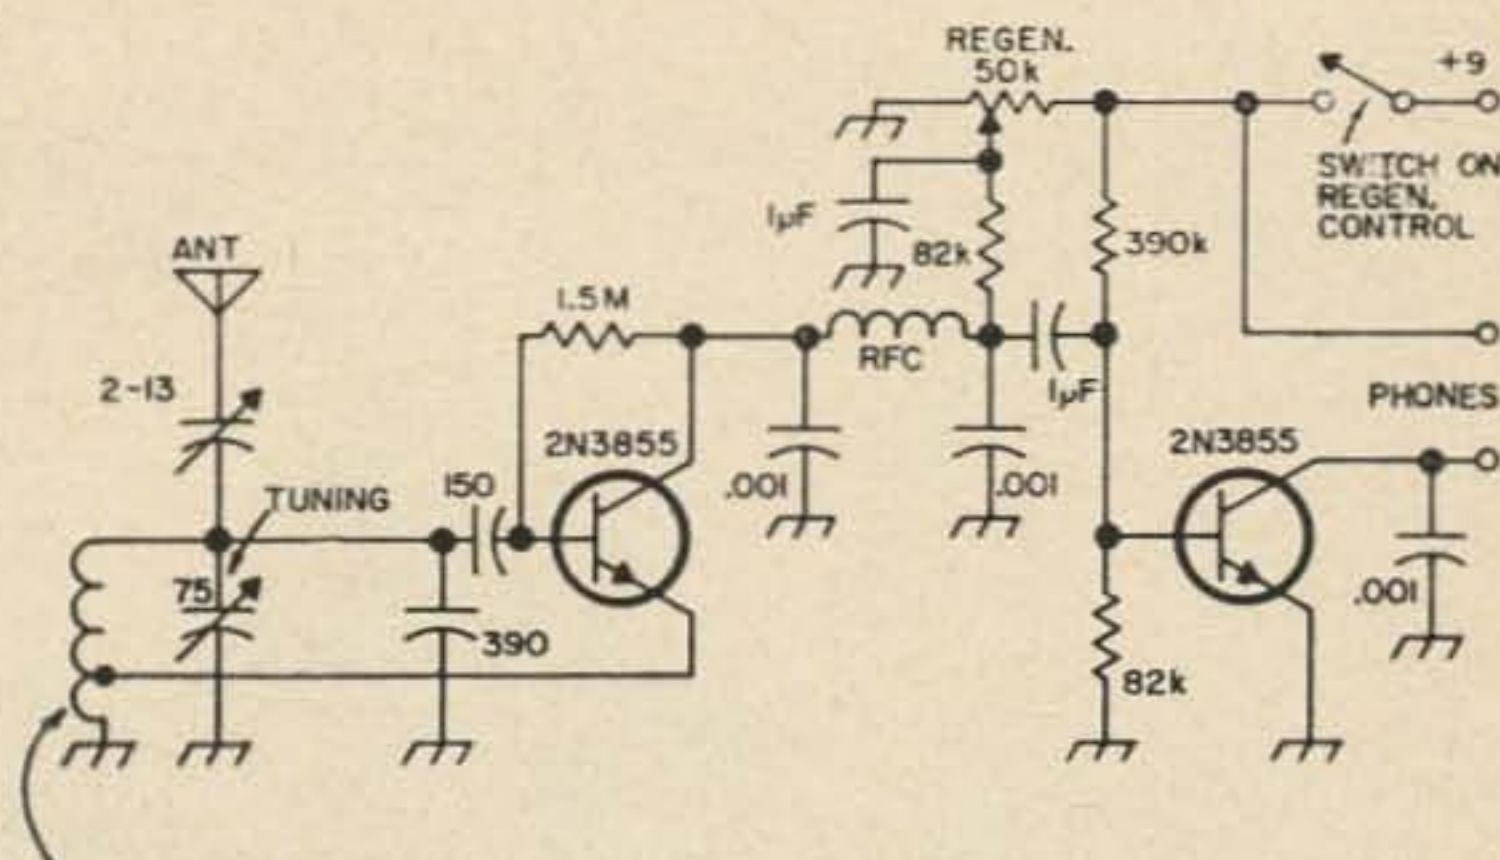 REGEN.
50k
+9
SWITCH ON
REGEN.
CONTROL
1µF
82k
390k
ANT
1.5M
RFC
2-13
1µF
PHONES
2N3855
2N3855
TUNING
150
.001
.001
75
.001
390
82k